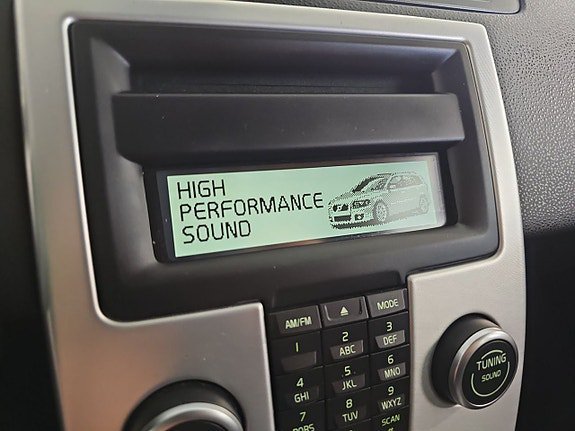 HIGH
PERFORMANCE
SOUND
AM/FM
MODE
1
2
ABC
3
DEF
4
GHI
5
JKL
6
MNO
7
PQRS
8
TUV
9
WXYZ
SCAN
TUNING
SOUND